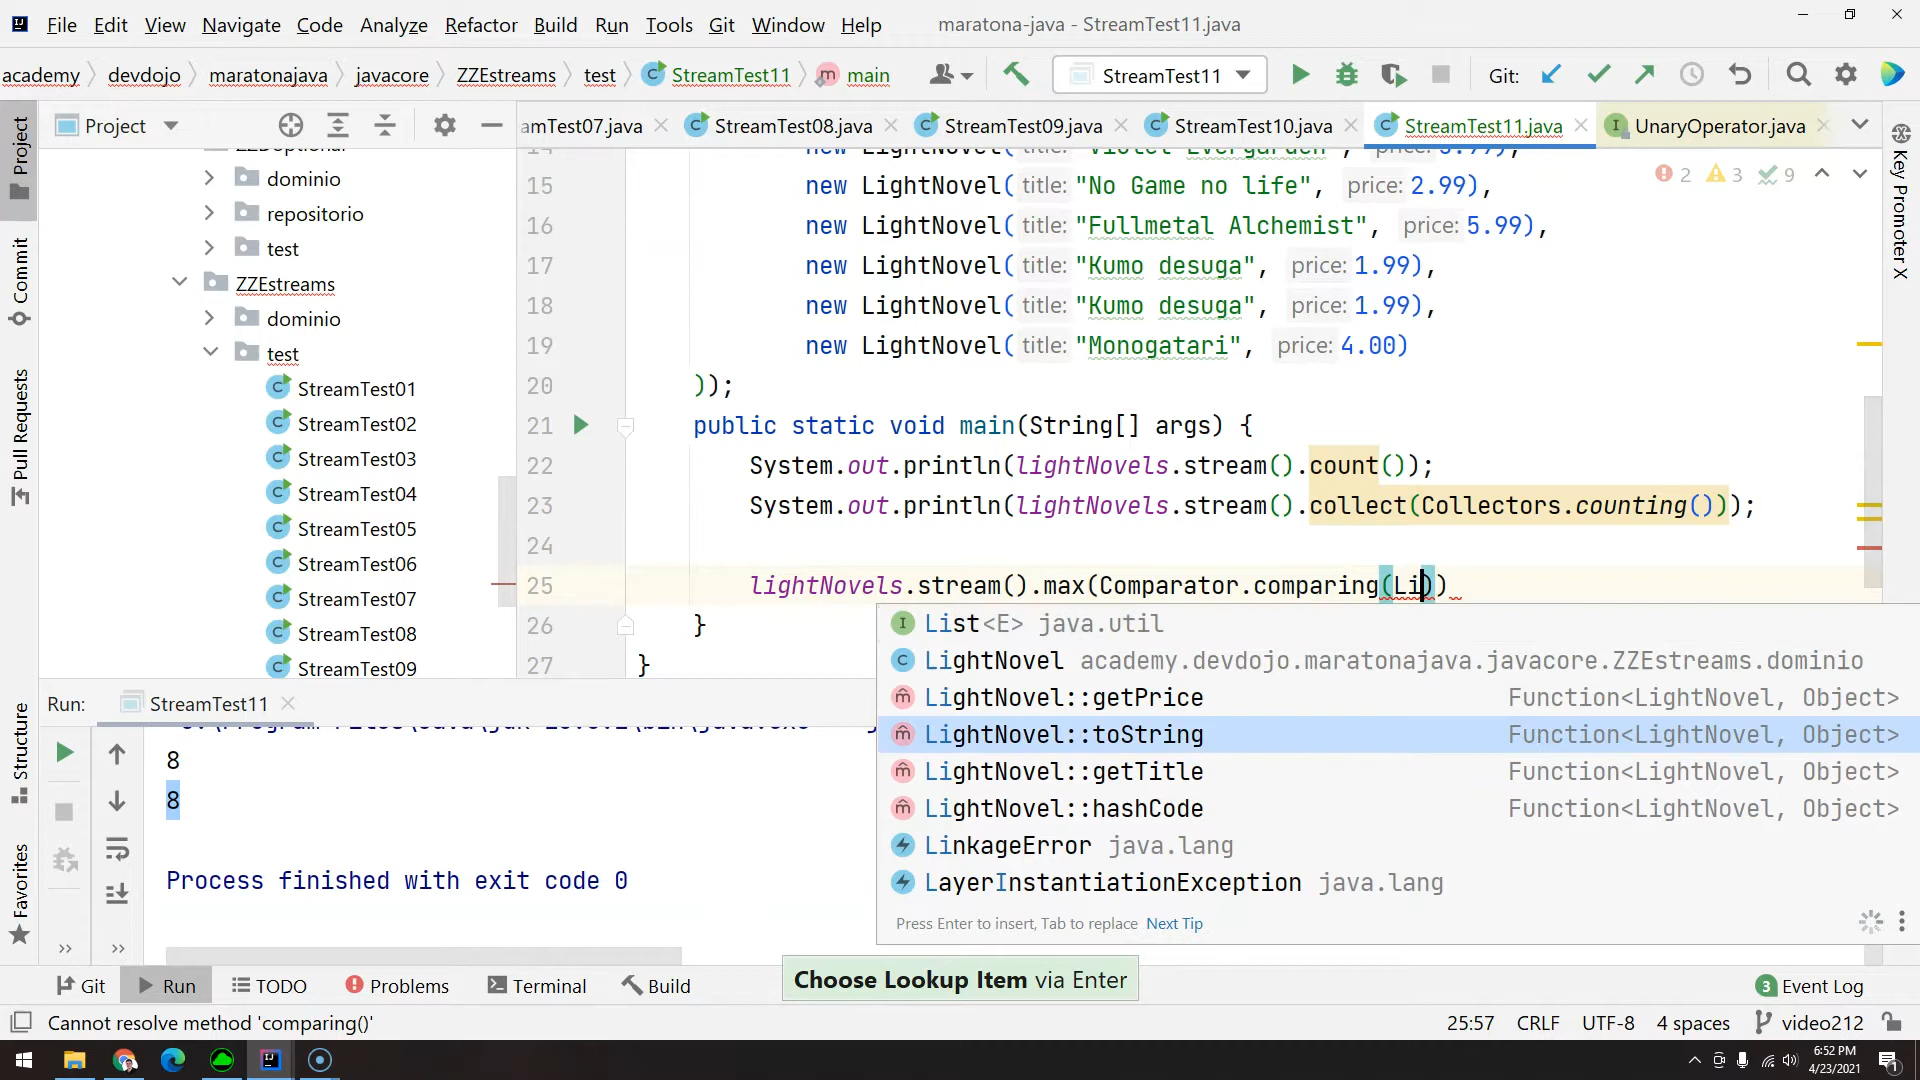 File Edit View Navigate Code Analyze Refactor Build Run Tools Git Window Help maratona-java - StreamTest11.java
academy devdojo maratonajava javacore ZZEstreams test StreamTest11 main StreamTest11 Git:
Project amTest07.java StreamTest08.java StreamTest09.java StreamTest10.java StreamTest11.java UnaryOperator.java
Project
Commit
Pull Requests
Structure
Favorites
Key Promoter X
dominio
repositorio
test
ZZEstreams
dominio
test
StreamTest01
StreamTest02
StreamTest03
StreamTest04
StreamTest05
StreamTest06
StreamTest07
StreamTest08
StreamTest09
2 3 9
14 new LightNovel( title: "Violet Evergarden", price:
15 new LightNovel( title: "No Game no life", price: 2.99),
16 new LightNovel( title: "Fullmetal Alchemist", price: 5.99),
17 new LightNovel( title: "Kumo desuga", price: 1.99),
18 new LightNovel( title: "Kumo desuga", price: 1.99),
19 new LightNovel( title: "Monogatari", price: 4.00)
20 ));
21 public static void main(String[] args) {
22 System.out.println(lightNovels.stream().count());
23 System.out.println(lightNovels.stream().collect(Collectors.counting()));
24
25 lightNovels.stream().max(Comparator.comparing(Li))
26 }
27 }
List<E> java.util
LightNovel academy.devdojo.maratonajava.javacore.ZZEstreams.dominio
LightNovel::getPrice Function<LightNovel, Object>
LightNovel::toString Function<LightNovel, Object>
LightNovel::getTitle Function<LightNovel, Object>
LightNovel::hashCode Function<LightNovel, Object>
LinkageError java.lang
LayerInstantiationException java.lang
Press Enter to insert, Tab to replace Next Tip
Run: StreamTest11
8
8
Process finished with exit code 0
Choose Lookup Item via Enter
Git Run TODO Problems Terminal Build 3 Event Log
Cannot resolve method 'comparing()' 25:57 CRLF UTF-8 4 spaces video212
6:52 PM
4/23/2021
1